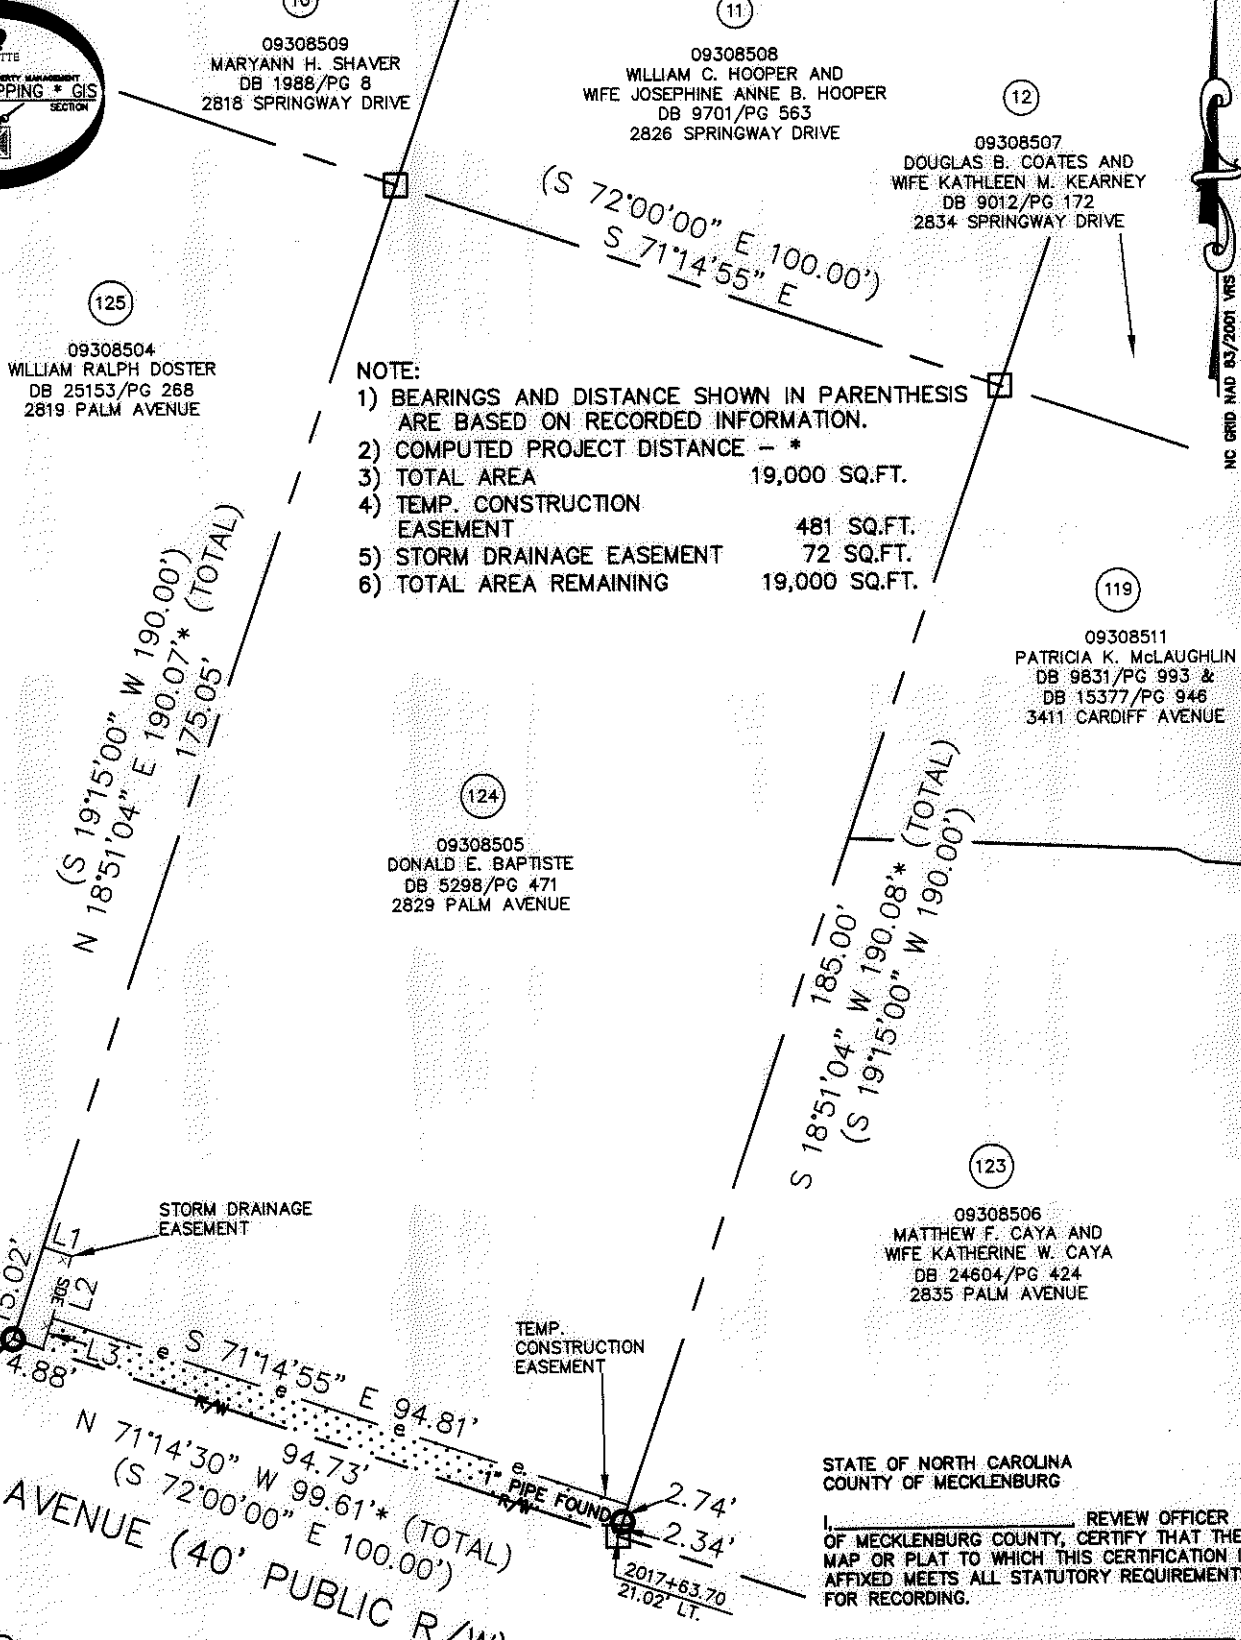 TTE
MANAGEMENT
PPING * GIS
SECTION
09308509
MARYANN H. SHAVER
DB 1988/PG 8
2818 SPRINGWAY DRIVE
11
09308508
WILLIAM C. HOOPER AND
WIFE JOSEPHINE ANNE B. HOOPER
DB 9701/PG 563
2826 SPRINGWAY DRIVE
12
09308507
DOUGLAS B. COATES AND
WIFE KATHLEEN M. KEARNEY
DB 9012/PG 172
2834 SPRINGWAY DRIVE
NC GRID NAD 83/2001 VRS
(S 72°00'00" E 100.00')
S 71°14'55" E
125
09308504
WILLIAM RALPH DOSTER
DB 25153/PG 268
2819 PALM AVENUE
NOTE:
1) BEARINGS AND DISTANCE SHOWN IN PARENTHESIS
ARE BASED ON RECORDED INFORMATION.
2) COMPUTED PROJECT DISTANCE – *
3) TOTAL AREA 19,000 SQ.FT.
4) TEMP. CONSTRUCTION
EASEMENT 481 SQ.FT.
5) STORM DRAINAGE EASEMENT 72 SQ.FT.
6) TOTAL AREA REMAINING 19,000 SQ.FT.
(S 19°15'00" W 190.00')
N 18°51'04" E 190.07'* (TOTAL)
175.05'
119
09308511
PATRICIA K. McLAUGHLIN
DB 9831/PG 993 &
DB 15377/PG 946
3411 CARDIFF AVENUE
124
09308505
DONALD E. BAPTISTE
DB 5298/PG 471
2829 PALM AVENUE
185.00'
S 18°51'04" W 190.08'* (TOTAL)
(S 19°15'00" W 190.00')
123
09308506
MATTHEW F. CAYA AND
WIFE KATHERINE W. CAYA
DB 24604/PG 424
2835 PALM AVENUE
STORM DRAINAGE
EASEMENT
L1
SDE
L2
L3
5.02'
4.88'
TEMP.
CONSTRUCTION
EASEMENT
e
e
e
e
S 71°14'55" E 94.81'
R/W
94.73'
N 71°14'30" W 99.61'* (TOTAL)
(S 72°00'00" E 100.00')
1" PIPE FOUND
R/W
2.74'
2.34'
2017+63.70
21.02' LT.
AVENUE (40' PUBLIC R/W)
STATE OF NORTH CAROLINA
COUNTY OF MECKLENBURG
I,____________ REVIEW OFFICER
OF MECKLENBURG COUNTY, CERTIFY THAT THE
MAP OR PLAT TO WHICH THIS CERTIFICATION I
AFFIXED MEETS ALL STATUTORY REQUIREMENT
FOR RECORDING.